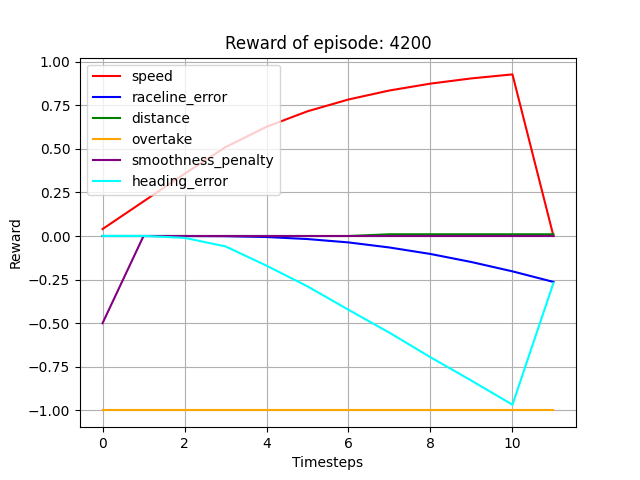 Reward of episode: 4200
1.00
0.75
0.50
0.25
0.00
−0.25
−0.50
−0.75
−1.00
Reward
speed
raceline_error
distance
overtake
smoothness_penalty
heading_error
0 2 4 6 8 10
Timesteps